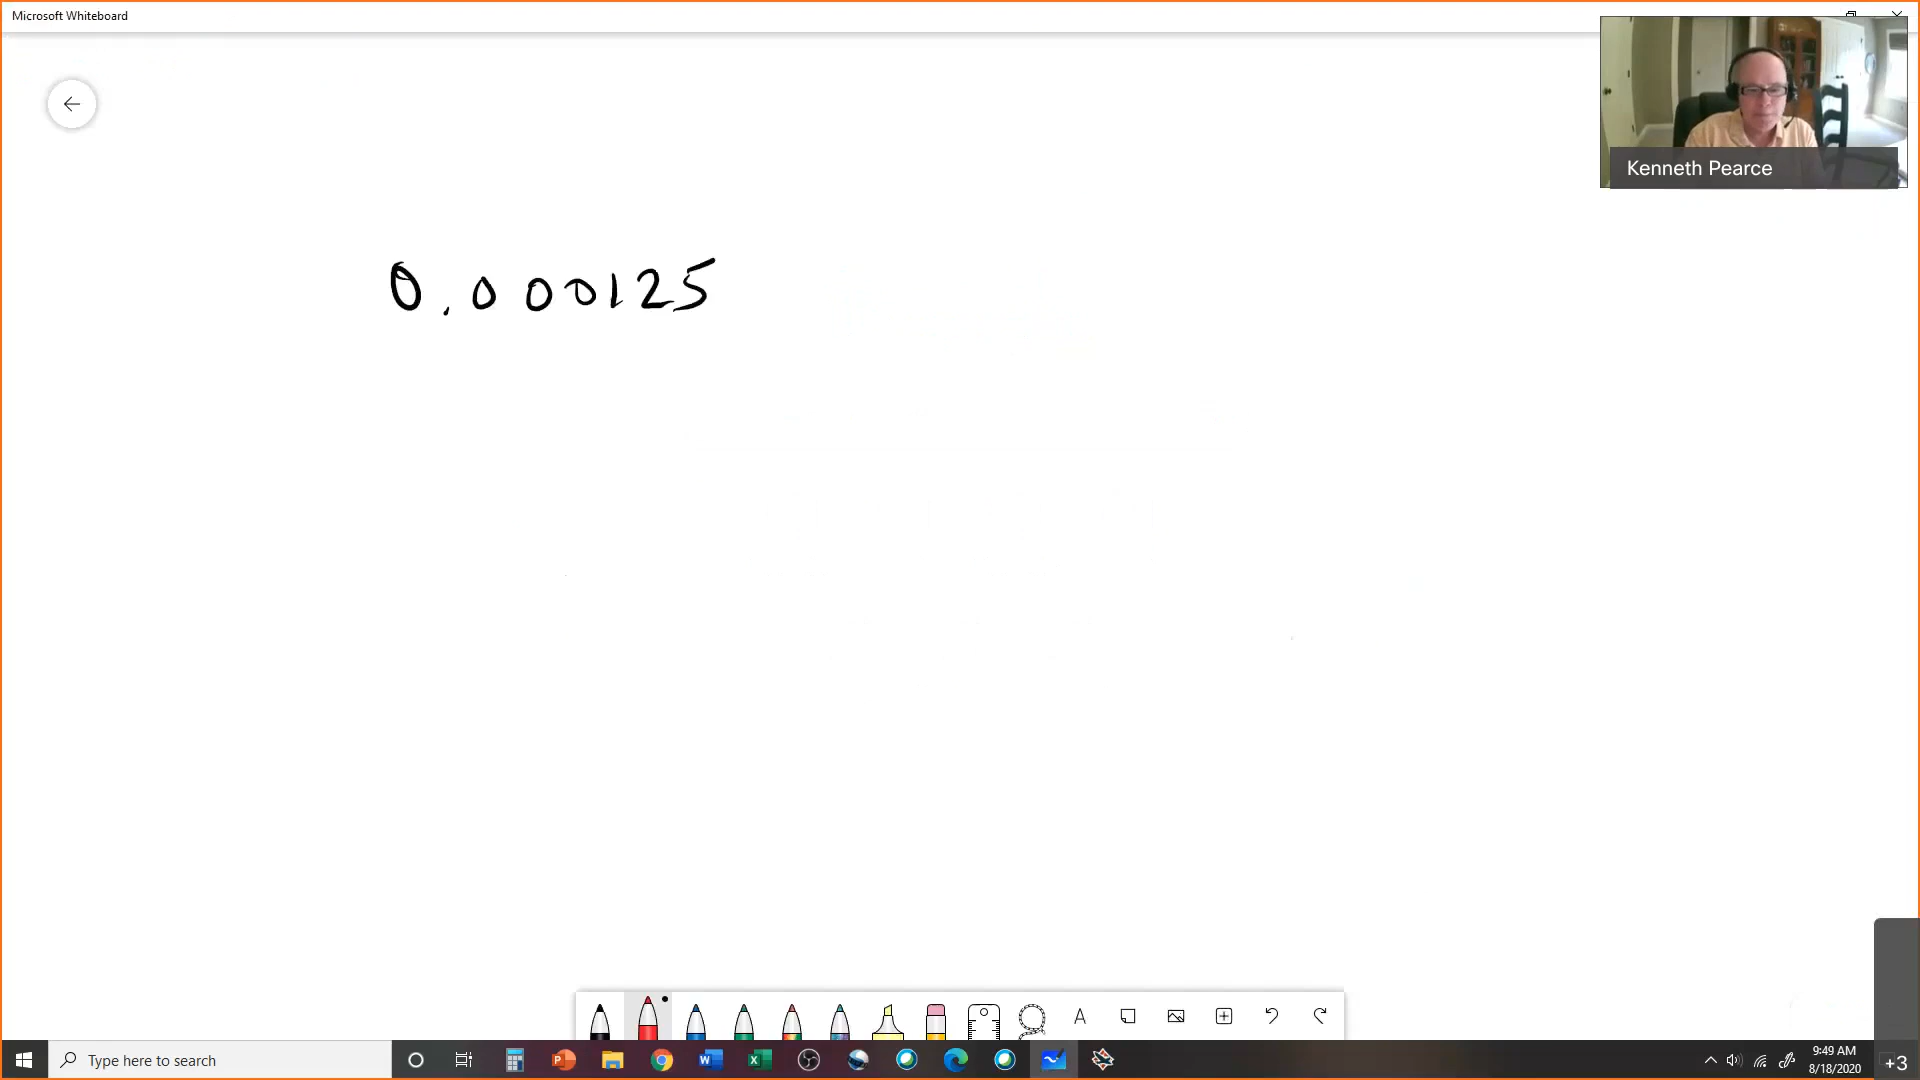 Microsoft Whiteboard
Kenneth Pearce
0.000125
Type here to search
9:49 AM
8/18/2020
+3